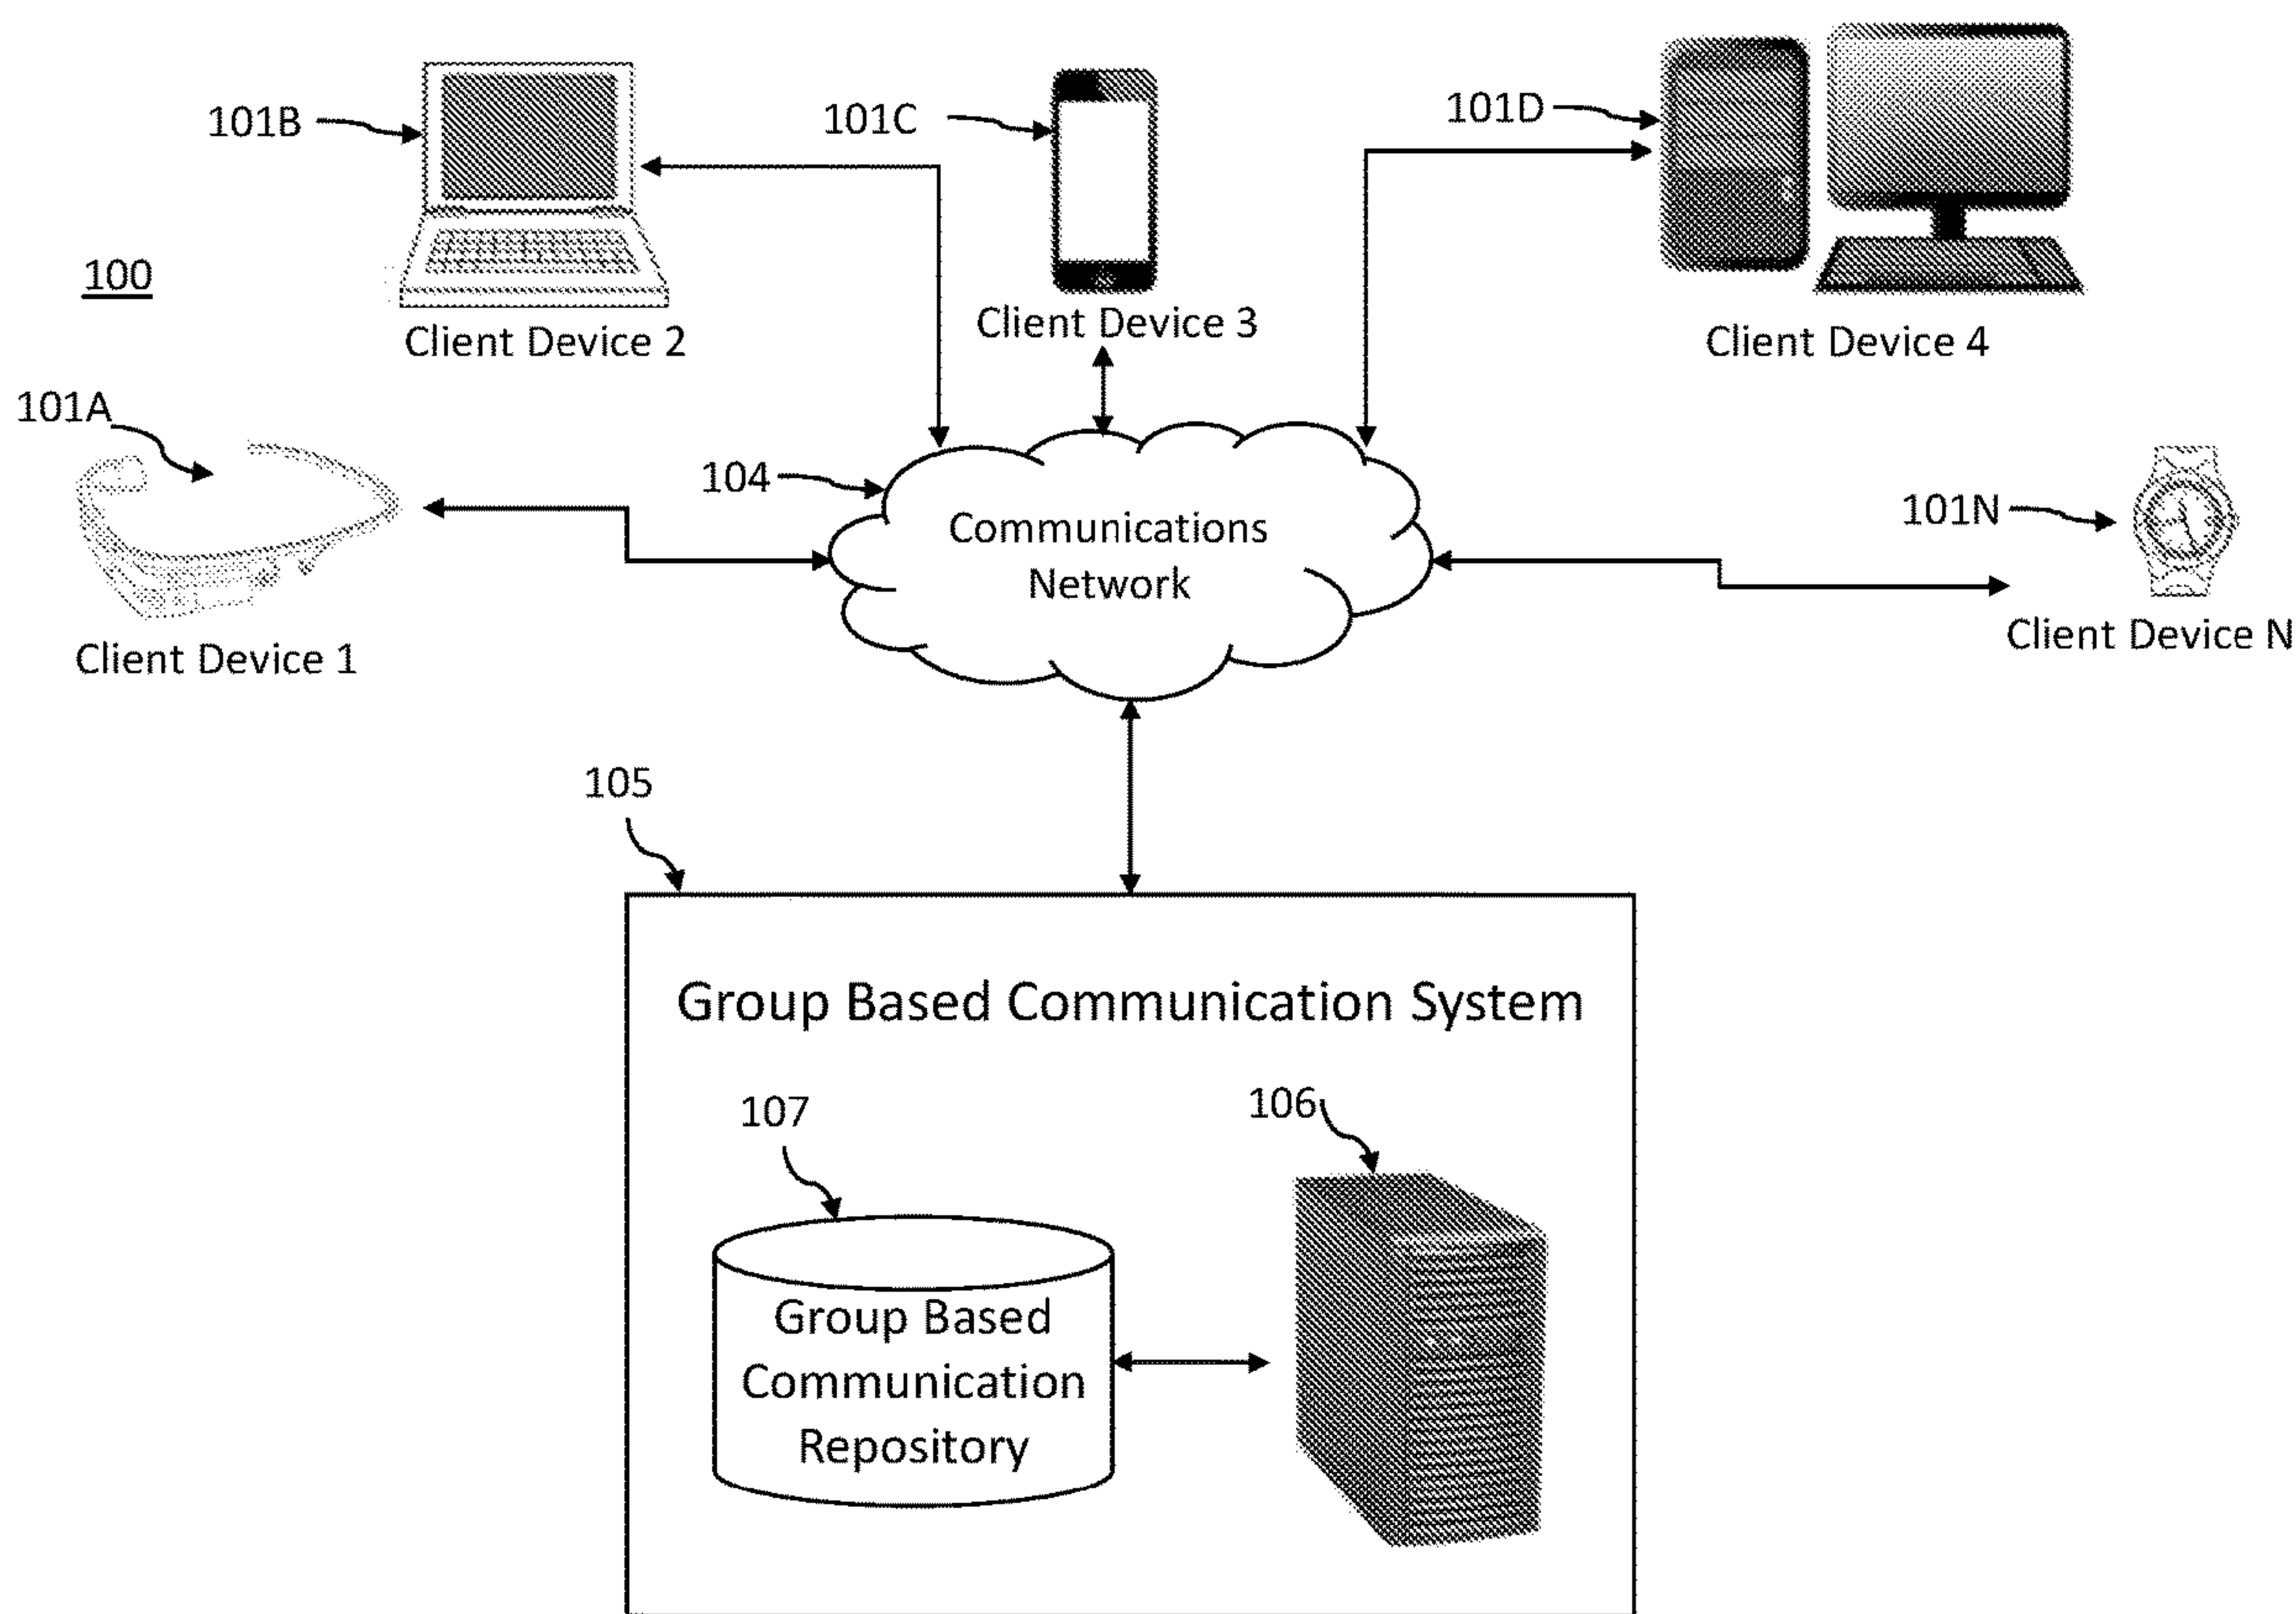 101B
101C
101D
100
Client Device 2
Client Device 3
Client Device 4
101A
104
Communications
Network
101N
Client Device 1
Client Device N
105
Group Based Communication System
107
106
Group Based
Communication
Repository